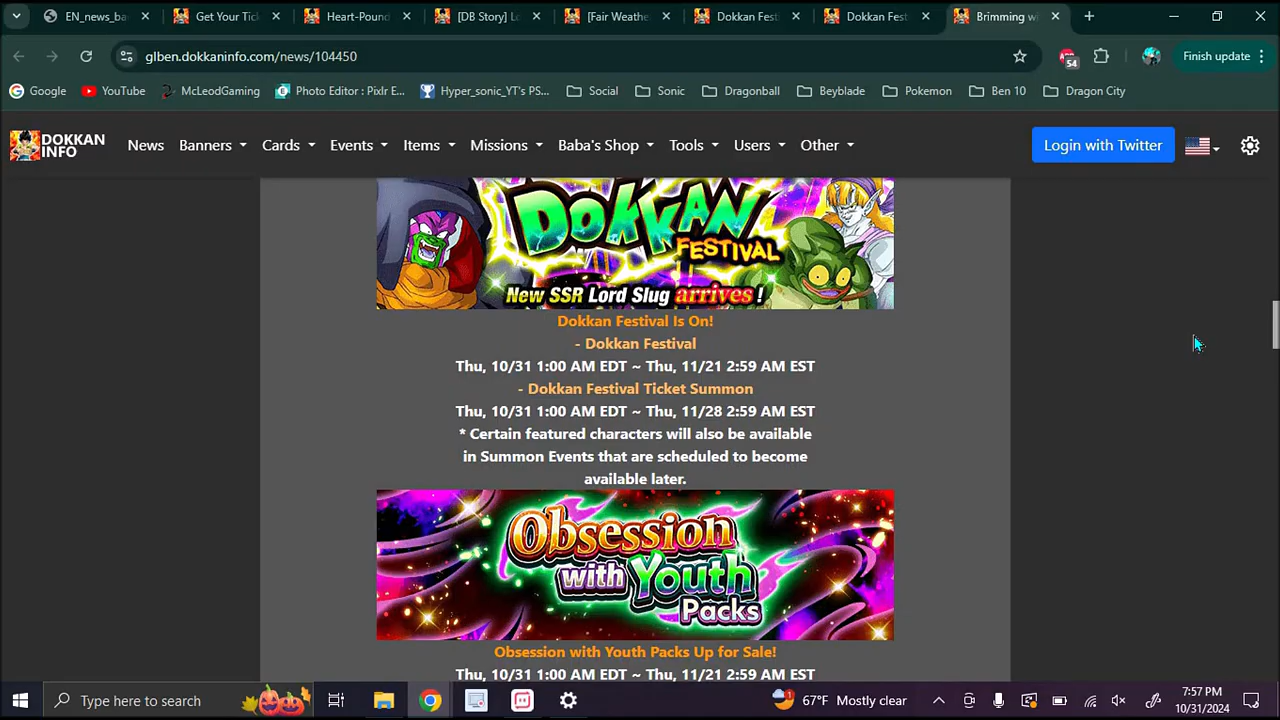 EN_news_ba
Get Your Tic
Heart-Pound
[DB Story] Lo
[Fair Weathe
Dokkan Festi
Dokkan Fest
Brimming wi
glben.dokkaninfo.com/news/104450
54
Finish update
Google
YouTube
McLeodGaming
Photo Editor : Pixlr E...
Hyper_sonic_YT's PS...
Social
Sonic
Dragonball
Beyblade
Pokemon
Ben 10
Dragon City
DOKKAN
INFO
News
Banners
Cards
Events
Items
Missions
Baba's Shop
Tools
Users
Other
Login with Twitter
DOKKAN
FESTIVAL
New SSR Lord Slug arrives!
Dokkan Festival Is On!
- Dokkan Festival
Thu, 10/31 1:00 AM EDT ~ Thu, 11/21 2:59 AM EST
- Dokkan Festival Ticket Summon
Thu, 10/31 1:00 AM EDT ~ Thu, 11/28 2:59 AM EST
* Certain featured characters will also be available
in Summon Events that are scheduled to become
available later.
Obsession
with Youth
Packs
Obsession with Youth Packs Up for Sale!
Thu, 10/31 1:00 AM EDT ~ Thu, 11/21 2:59 AM EST
Type here to search
1
67°F Mostly clear
7:57 PM
10/31/2024